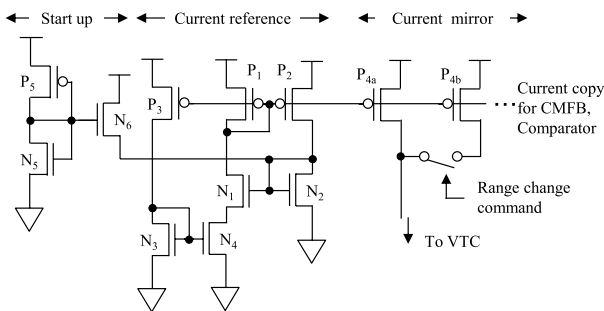 Start up
Current reference
Current mirror
P5
P3
P1
P2
P4a
P4b
N6
N5
N1
N2
N3
N4
Current copy
for CMFB,
Comparator
Range change
command
To VTC